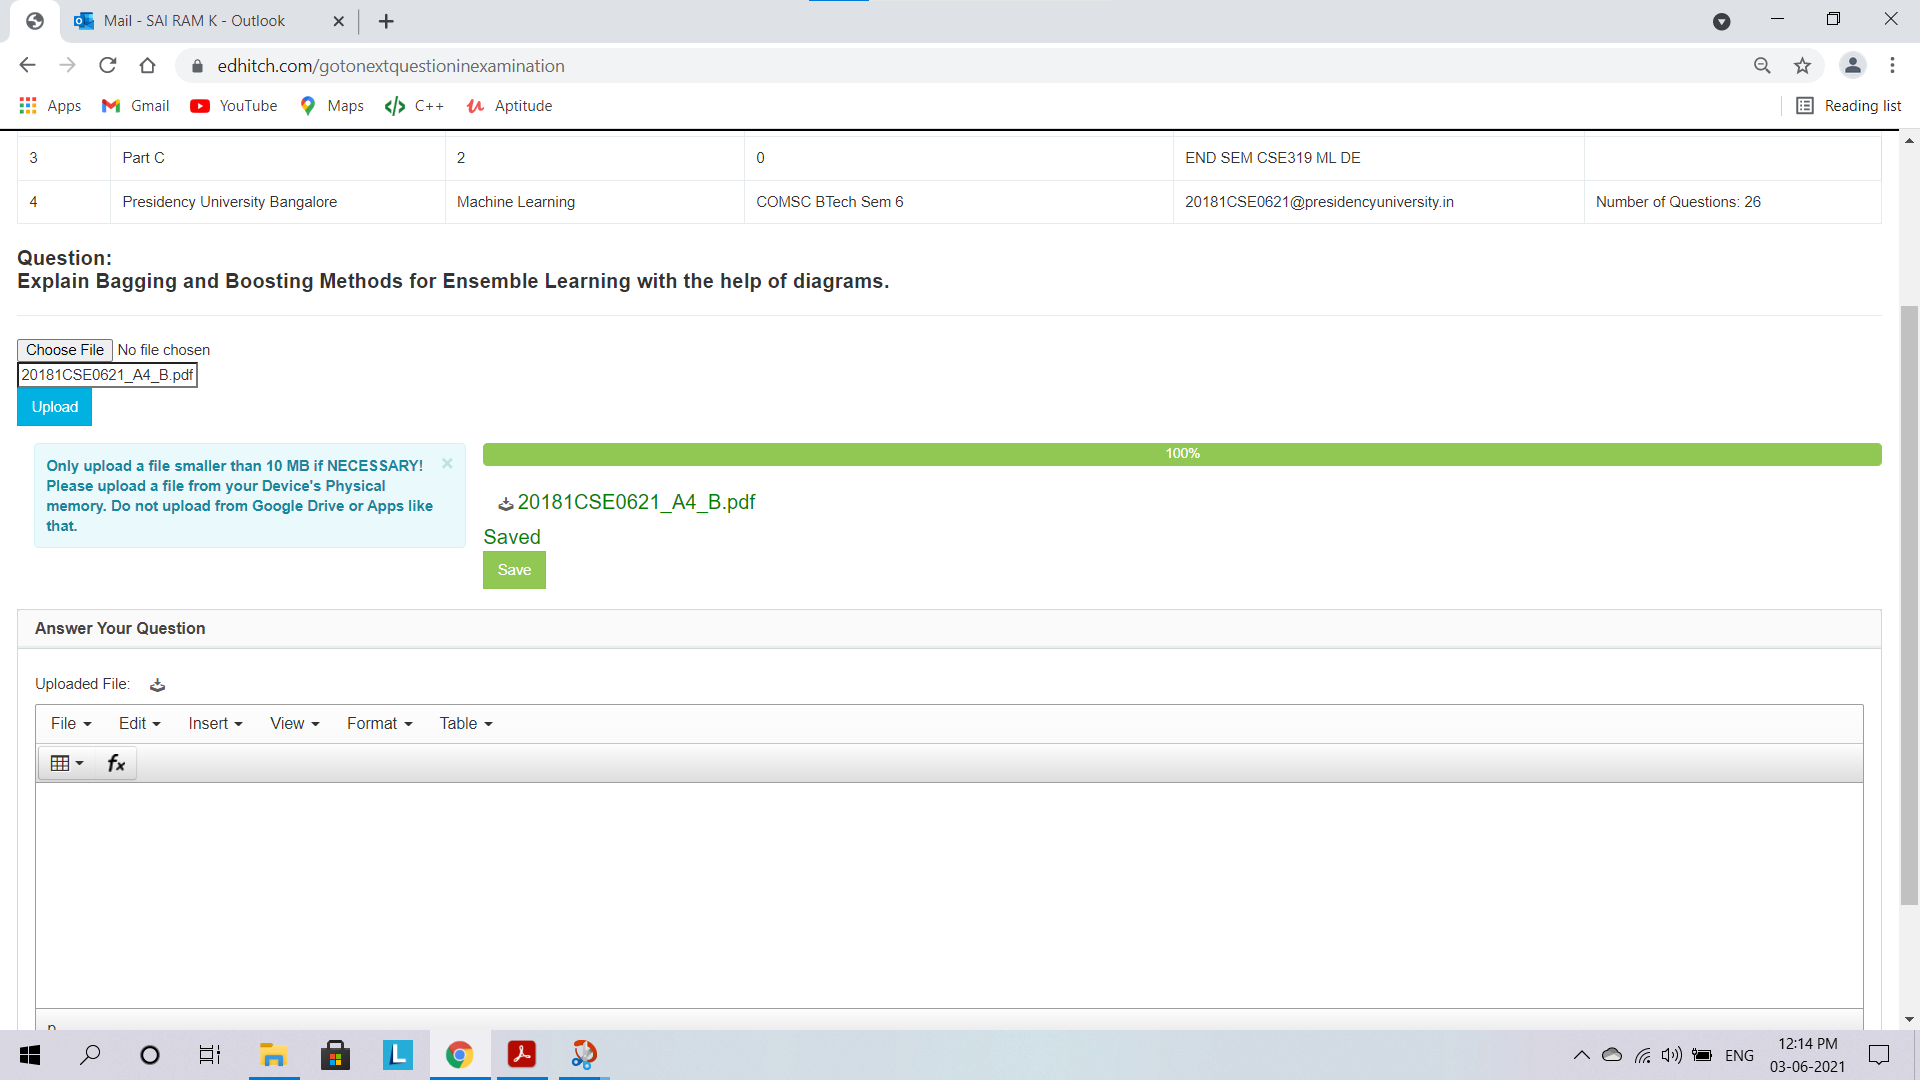 Mail - SAI RAM K - Outlook
edhitch.com/gotonextquestioninexamination
Apps Gmail YouTube Maps C++ Aptitude Reading list
3 Part C 2 0 END SEM CSE319 ML DE
4 Presidency University Bangalore Machine Learning COMSC BTech Sem 6 20181CSE0621@presidencyuniversity.in Number of Questions: 26
Question:
Explain Bagging and Boosting Methods for Ensemble Learning with the help of diagrams.
Choose File No file chosen
20181CSE0621_A4_B.pdf
Upload
Only upload a file smaller than 10 MB if NECESSARY!
Please upload a file from your Device's Physical
memory. Do not upload from Google Drive or Apps like
that.
100%
20181CSE0621_A4_B.pdf
Saved
Save
Answer Your Question
Uploaded File:
File Edit Insert View Format Table
fx
ENG
12:14 PM
03-06-2021